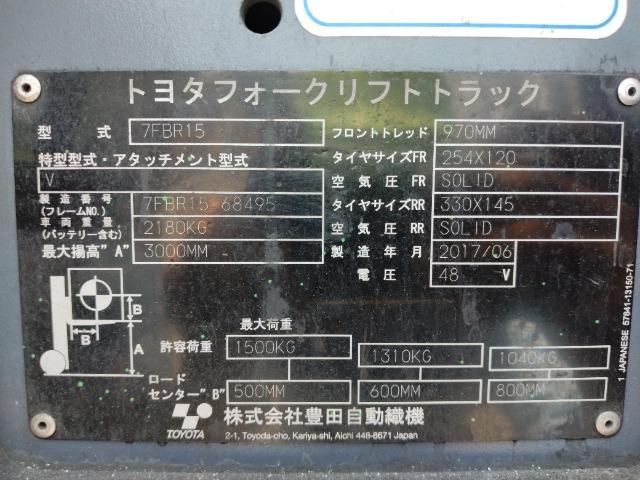 トヨタフォークリフトトラック
型 式 7FBR15 フロントトレッド 970MM
特型型式・アタッチメント型式 タイヤサイズFR 254X120
V 空気圧FR SOLID
製造番号 (フレームNO.) 7FBR15-68495 タイヤサイズRR 330X145
車両重量 (バッテリー含む) 2180KG 空気圧RR SOLID
最大揚高"A" 3000MM 製造年月 2017/06
電圧 48 V
B
B
A
最大荷重
許容荷重 1500KG 1310KG 1040KG
ロード
センター"B" 500MM 600MM 800MM
TOYOTA 株式会社豊田自動織機
2-1, Toyoda-cho, Kariya-shi, Aichi 448-8671 Japan
1 JAPANESE 57841-13150-71